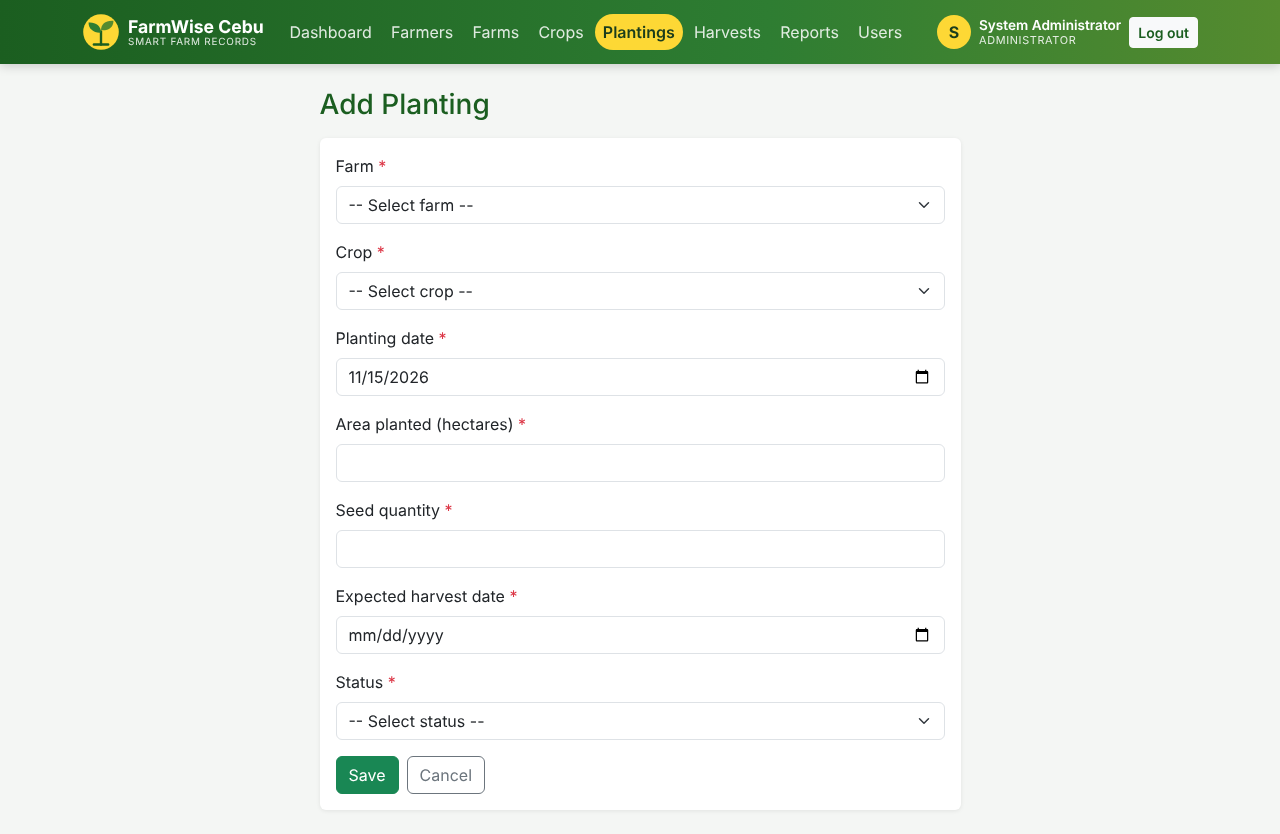 FarmWise Cebu
SMART FARM RECORDS
Dashboard Farmers Farms Crops Plantings Harvests Reports Users
S
System Administrator
ADMINISTRATOR
Log out
Add Planting
Farm *
-- Select farm --
Crop *
-- Select crop --
Planting date *
11/15/2026
Area planted (hectares) *
Seed quantity *
Expected harvest date *
mm/dd/yyyy
Status *
-- Select status --
Save Cancel